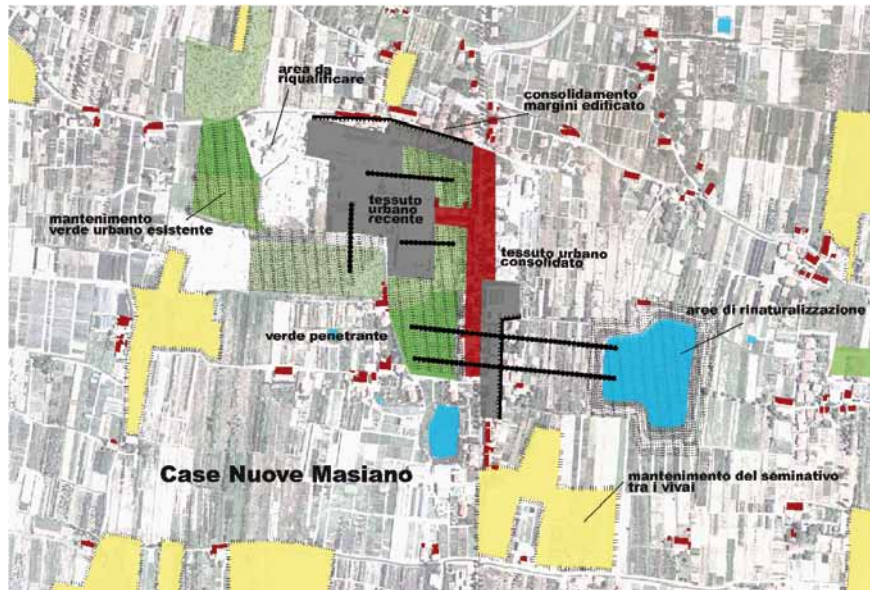 area da
riqualificare
consolidamento
margini edificato
mantenimento
verde urbano esistente
tessuto
urbano
recente
tessuto urbano
consolidato
verde penetrante
aree di rinaturalizzazione
Case Nuove Masiano
mantenimento del seminativo
tra i vivai